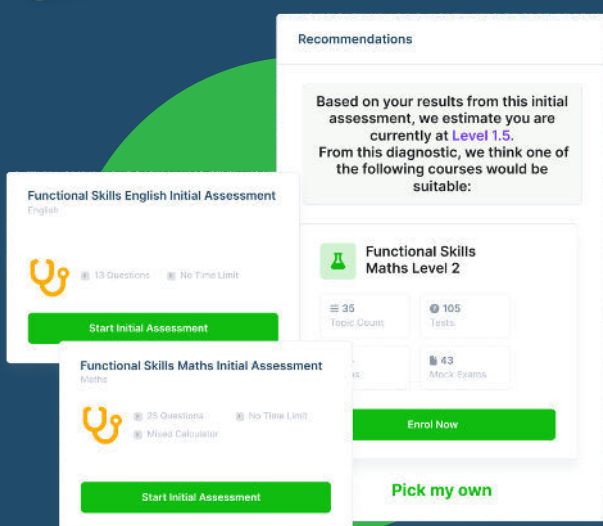 Recommendations
Based on your results from this initial
assessment, we estimate you are
currently at Level 1.5.
From this diagnostic, we think one of
the following courses would be
suitable:
Functional Skills
Maths Level 2
35
Topic Count
105
Tests
43
Mock Exams
Enrol Now
Pick my own
Functional Skills English Initial Assessment
English
13 Questions
No Time Limit
Start Initial Assessment
Functional Skills Maths Initial Assessment
Maths
25 Questions
No Time Limit
Mixed Calculator
Start Initial Assessment